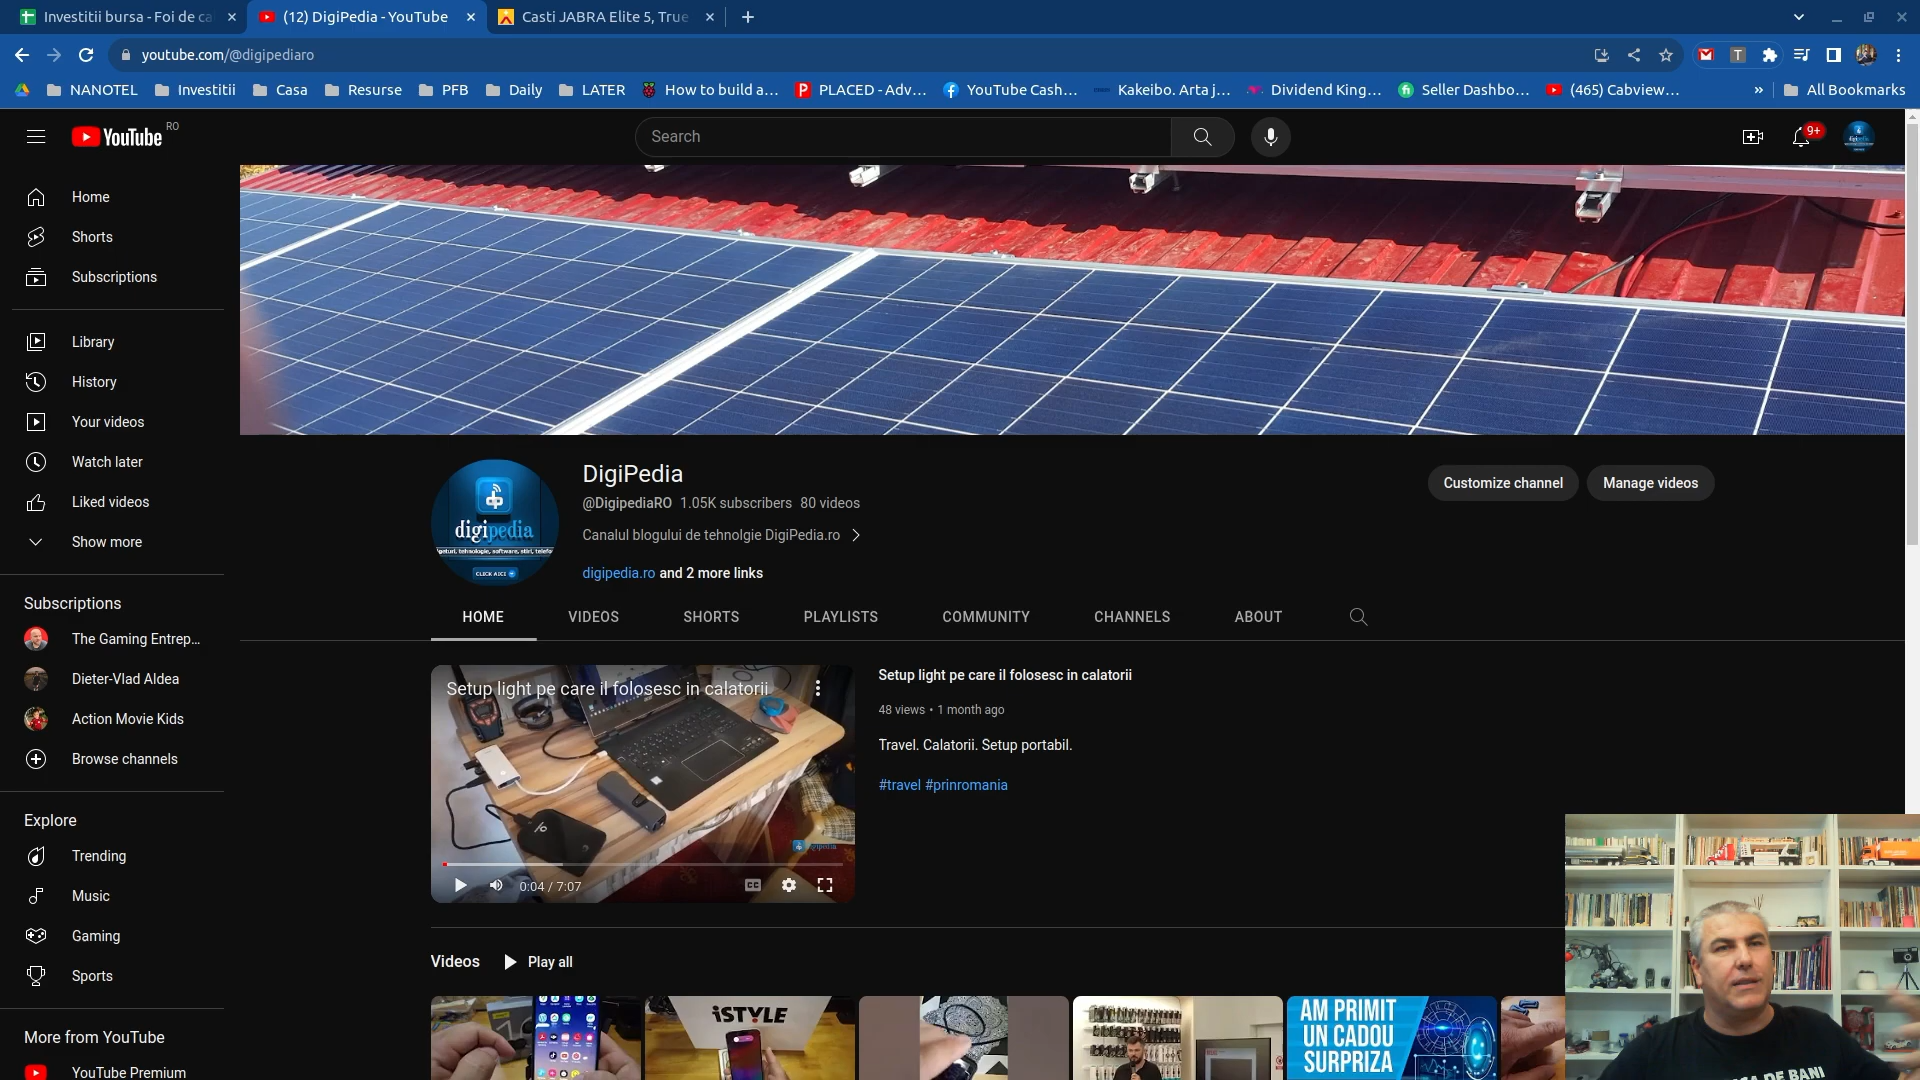 Investitii bursa - Foi de ca
(12) DigiPedia - YouTube
Casti JABRA Elite 5, True
youtube.com/@digipediaro
NANOTEL
Investitii
Casa
Resurse
PFB
Daily
LATER
How to build a...
PLACED - Adv...
YouTube Cash...
Kakeibo. Arta j...
Dividend King...
Seller Dashbo...
(465) Cabview...
»
All Bookmarks
YouTube RO
Search
9+
Home
Shorts
Subscriptions
Library
History
Your videos
Watch later
Liked videos
Show more
Subscriptions
The Gaming Entrep...
Dieter-Vlad Aldea
Action Movie Kids
Browse channels
Explore
Trending
Music
Gaming
Sports
More from YouTube
YouTube Premium
digipedia
CLICK AICI
DigiPedia
@DigipediaRO 1.05K subscribers 80 videos
Canalul blogului de tehnolgie DigiPedia.ro
digipedia.ro and 2 more links
Customize channel
Manage videos
HOME
VIDEOS
SHORTS
PLAYLISTS
COMMUNITY
CHANNELS
ABOUT
Setup light pe care il folosesc in calatorii
0:04 / 7:07
CC
Setup light pe care il folosesc in calatorii
48 views • 1 month ago
Travel. Calatorii. Setup portabil.
#travel #prinromania
Videos
Play all
iSTYLE
AM PRIMIT
UN CADOU
SURPRIZA
DE BANI